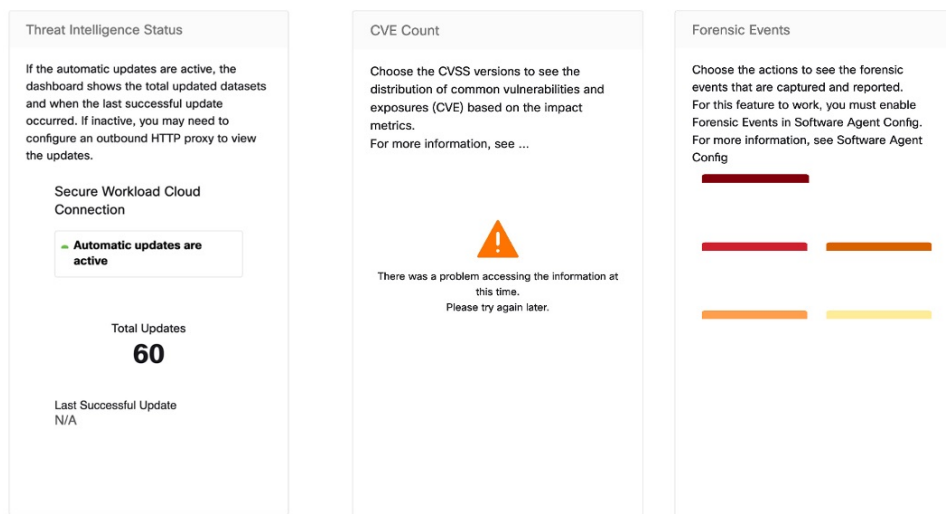 Threat Intelligence Status
If the automatic updates are active, the
dashboard shows the total updated datasets
and when the last successful update
occurred. If inactive, you may need to
configure an outbound HTTP proxy to view
the updates.
Secure Workload Cloud
Connection
Automatic updates are
active
Total Updates
60
Last Successful Update
N/A
CVE Count
Choose the CVSS versions to see the
distribution of common vulnerabilities and
exposures (CVE) based on the impact
metrics.
For more information, see ...
There was a problem accessing the information at
this time.
Please try again later.
Forensic Events
Choose the actions to see the forensic
events that are captured and reported.
For this feature to work, you must enable
Forensic Events in Software Agent Config.
For more information, see Software Agent
Config